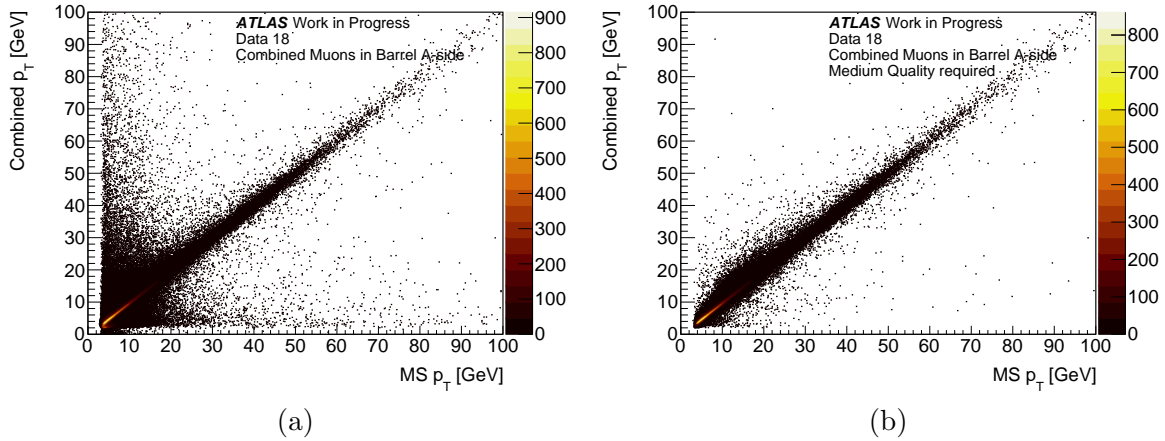 ATLAS Work in Progress
Data 18
Combined Muons in Barrel A-side
Combined p_T [GeV]
100
90
80
70
60
50
40
30
20
10
0
0 10 20 30 40 50 60 70 80 90 100
MS p_T [GeV]
900
800
700
600
500
400
300
200
100
0
(a)
ATLAS Work in Progress
Data 18
Combined Muons in Barrel A-side
Medium Quality required
Combined p_T [GeV]
100
90
80
70
60
50
40
30
20
10
0
0 10 20 30 40 50 60 70 80 90 100
MS p_T [GeV]
800
700
600
500
400
300
200
100
0
(b)